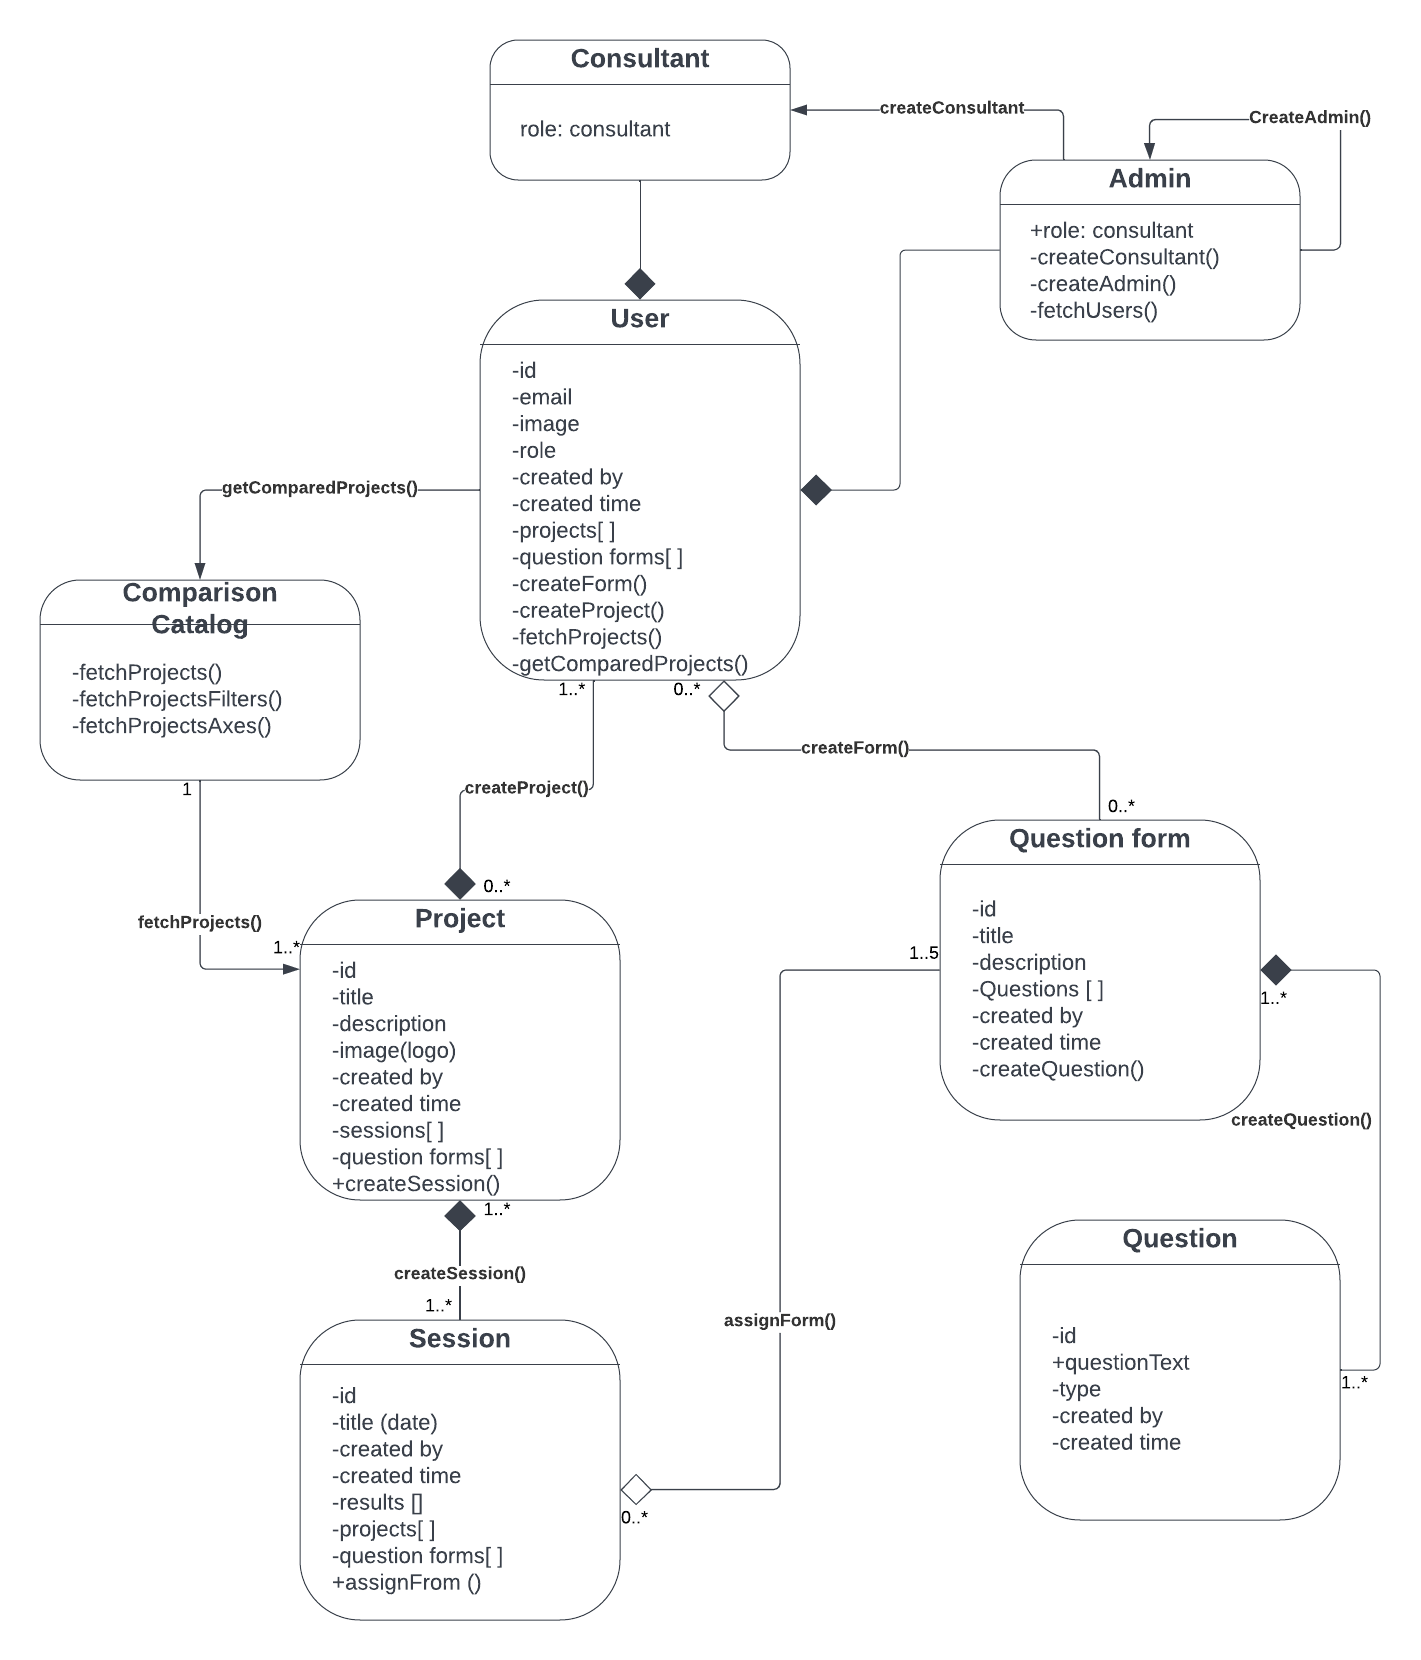 Consultant
role: consultant
createConsultant
CreateAdmin()
Admin
+role: consultant
-createConsultant()
-createAdmin()
-fetchUsers()
User
-id
-email
-image
-role
-created by
-created time
-projects[ ]
-question forms[ ]
-createForm()
-createProject()
-fetchProjects()
-getComparedProjects()
getComparedProjects()
Comparison
Catalog
-fetchProjects()
-fetchProjectsFilters()
-fetchProjectsAxes()
1..*
0..*
createForm()
createProject()
1
0..*
fetchProjects()
1..*
0..*
Project
-id
-title
-description
-image(logo)
-created by
-created time
-sessions[ ]
-question forms[ ]
+createSession()
Question form
-id
-title
-description
-Questions [ ]
-created by
-created time
-createQuestion()
1..5
1..*
createQuestion()
1..*
createSession()
1..*
Session
-id
-title (date)
-created by
-created time
-results []
-projects[ ]
-question forms[ ]
+assignFrom ()
assignForm()
0..*
Question
-id
+questionText
-type
-created by
-created time
1..*